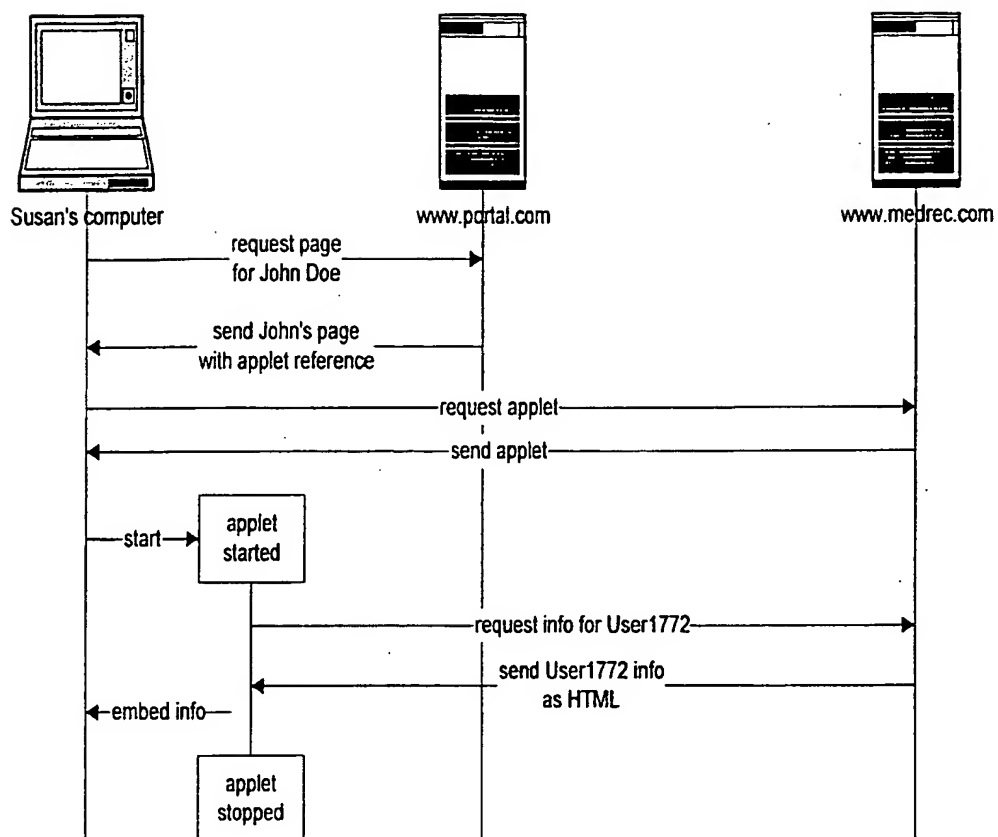 Susan's computer
www.portal.com
www.medrec.com
request page
for John Doe
send John's page
with applet reference
request applet
send applet
start
applet
started
request info for User1772
send User1772 info
as HTML
embed info
applet
stopped